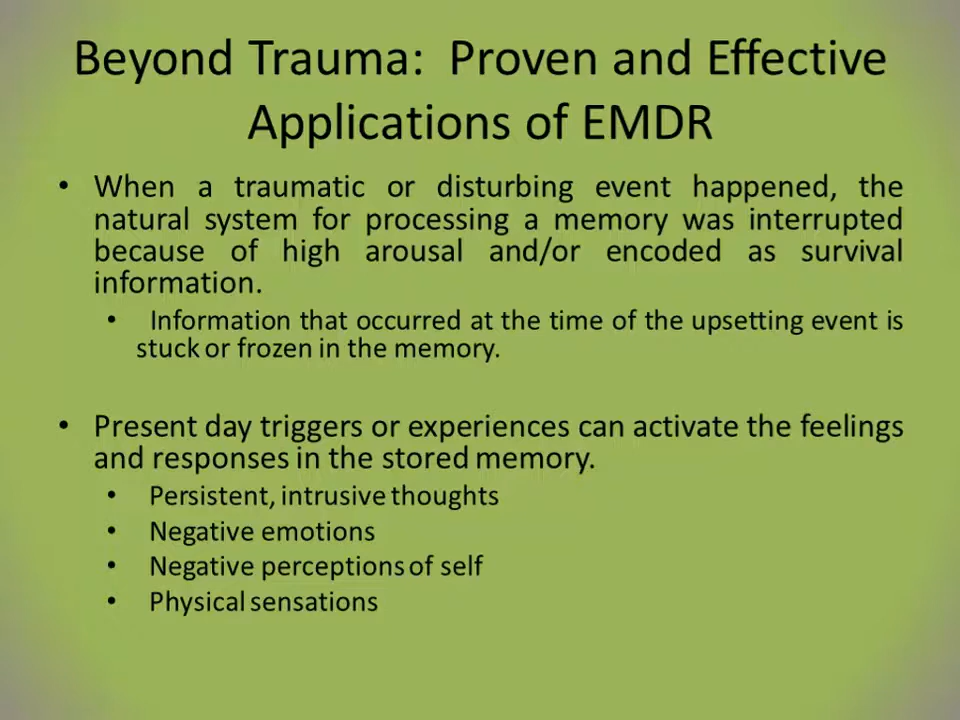 Beyond Trauma:  Proven and Effective
Applications of EMDR
• When a traumatic or disturbing event happened, the
natural system for processing a memory was interrupted
because of high arousal and/or encoded as survival
information.
• Information that occurred at the time of the upsetting event is
stuck or frozen in the memory.
• Present day triggers or experiences can activate the feelings
and responses in the stored memory.
• Persistent, intrusive thoughts
• Negative emotions
• Negative perceptions of self
• Physical sensations